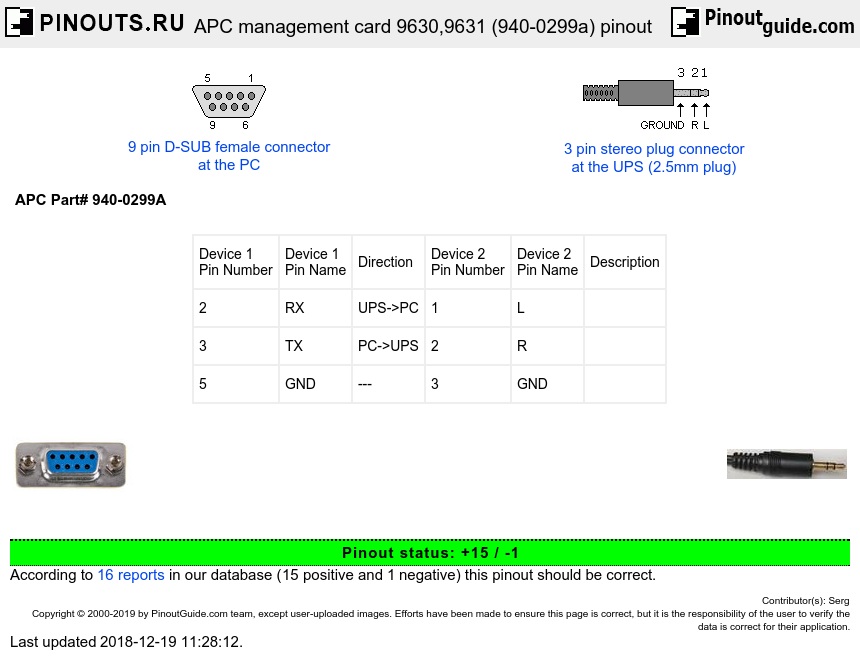 PINOUTS.RU APC management card 9630,9631 (940-0299a) pinout Pinout guide.com
5 1
9 6
3 2 1
GROUND R L
9 pin D-SUB female connector
at the PC
3 pin stereo plug connector
at the UPS (2.5mm plug)
APC Part# 940-0299A
Device 1 Pin Number Device 1 Pin Name Direction Device 2 Pin Number Device 2 Pin Name Description
2 RX UPS->PC 1 L
3 TX PC->UPS 2 R
5 GND --- 3 GND
Pinout status: +15 / -1
According to 16 reports in our database (15 positive and 1 negative) this pinout should be correct.
Contributor(s): Serg
Copyright © 2000-2019 by PinoutGuide.com team, except user-uploaded images. Efforts have been made to ensure this page is correct, but it is the responsibility of the user to verify the
data is correct for their application.
Last updated 2018-12-19 11:28:12.